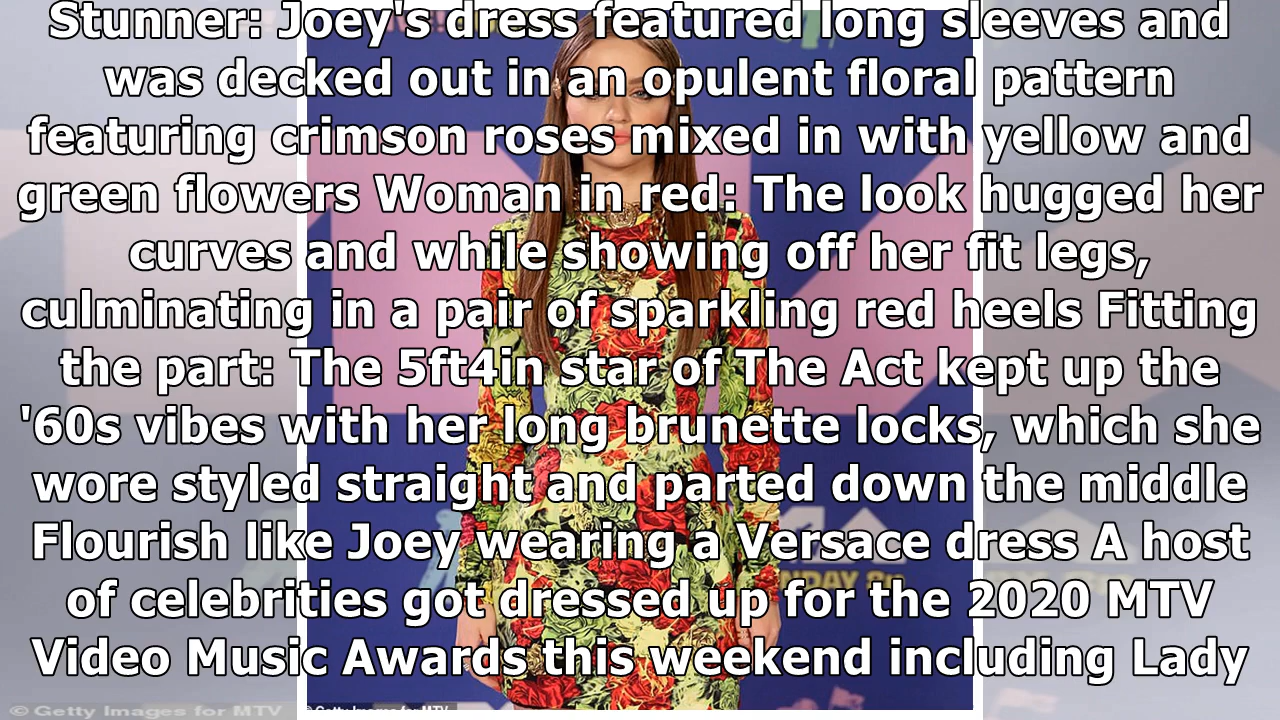 Stunner: Joey's dress featured long sleeves and
was decked out in an opulent floral pattern
featuring crimson roses mixed in with yellow and
green flowers Woman in red: The look hugged her
curves and while showing off her fit legs,
culminating in a pair of sparkling red heels Fitting
the part: The 5ft4in star of The Act kept up the
'60s vibes with her long brunette locks, which she
wore styled straight and parted down the middle
Flourish like Joey wearing a Versace dress A host
of celebrities got dressed up for the 2020 MTV
Video Music Awards this weekend including Lady
© Getty Images for MTV
© Getty Images for MTV